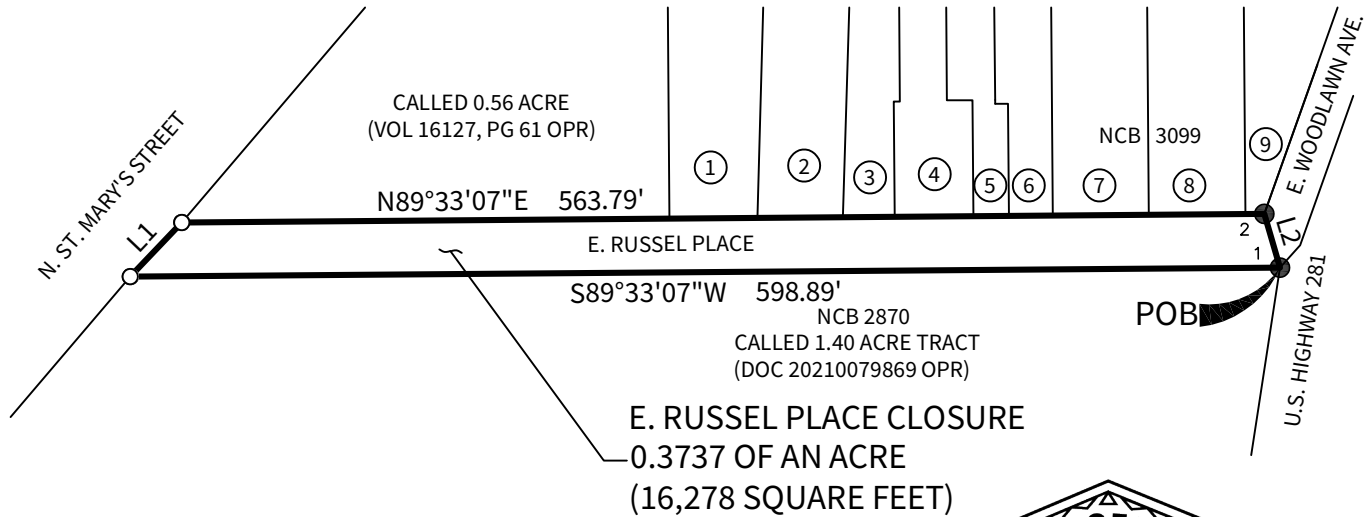 CALLED 0.56 ACRE
(VOL 16127, PG 61 OPR)
N. ST. MARY'S STREET
L1
N89°33'07"E 563.79'
1
2
3
4
5
6
7
8
9
NCB 3099
E. WOODLAWN AVE.
E. RUSSEL PLACE
2
L2
1
S89°33'07"W 598.89'
POB
U.S. HIGHWAY 281
NCB 2870
CALLED 1.40 ACRE TRACT
(DOC 20210079869 OPR)
E. RUSSEL PLACE CLOSURE
0.3737 OF AN ACRE
(16,278 SQUARE FEET)